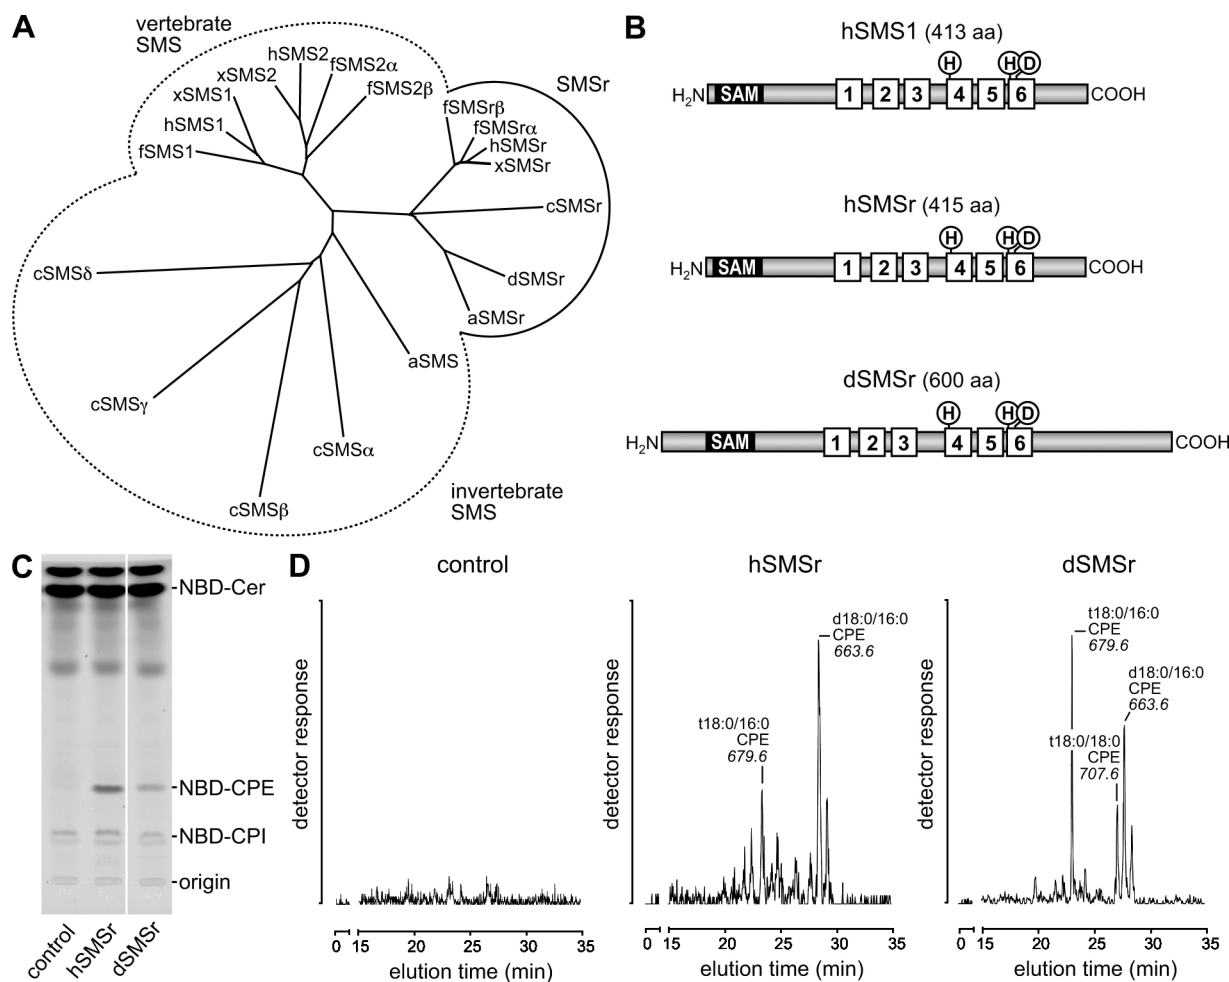 A
vertebrate
SMS
hSMS2
fSMS2α
xSMS2
fSMS2β
xSMS1
hSMS1
fSMS1
SMSr
fSMSrβ
fSMSrα
hSMSr
xSMSr
cSMSr
dSMSr
aSMSr
aSMS
cSMSδ
cSMSγ
cSMSα
cSMSβ
invertebrate
SMS
B
hSMS1 (413 aa)
H H D
H₂N SAM 1 2 3 4 5 6 COOH
hSMSr (415 aa)
H H D
H₂N SAM 1 2 3 4 5 6 COOH
dSMSr (600 aa)
H H D
H₂N SAM 1 2 3 4 5 6 COOH
C
NBD-Cer
NBD-CPE
NBD-CPI
origin
control
hSMSr
dSMSr
D
control
detector response
0 15 20 25 30 35
elution time (min)
hSMSr
detector response
d18:0/16:0
CPE
663.6
t18:0/16:0
CPE
679.6
0 15 20 25 30 35
elution time (min)
dSMSr
detector response
t18:0/16:0
CPE
679.6
d18:0/16:0
CPE
663.6
t18:0/18:0
CPE
707.6
0 15 20 25 30 35
elution time (min)